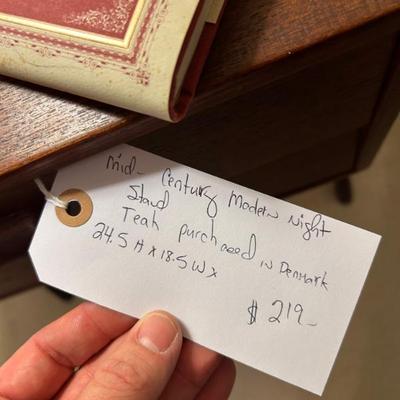 mid-Century Modern Night
Stand
Teak purchased in Denmark
24.5 H x 18.5 W x
$ 219-